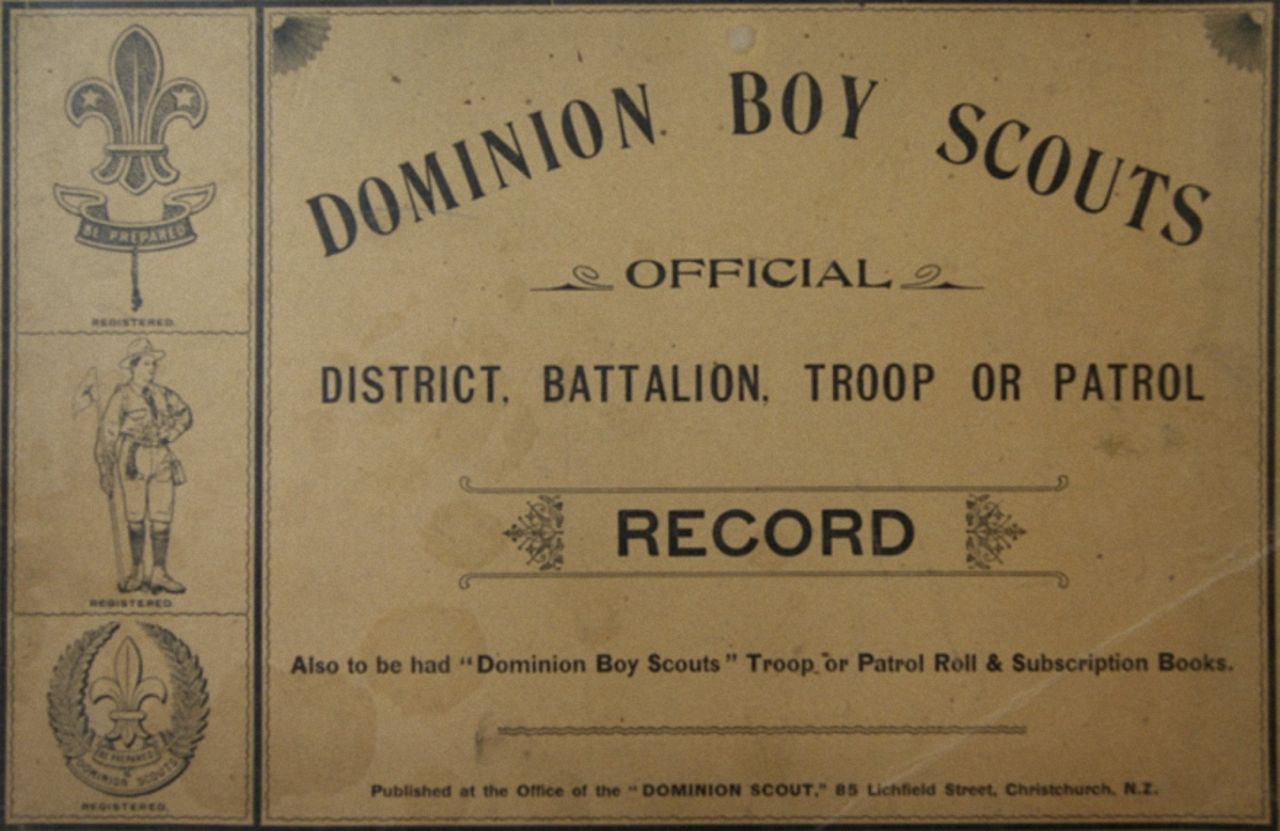 BE PREPARED
REGISTERED.
REGISTERED.
BE PREPARED
DOMINION SCOUTS
REGISTERED.
DOMINION BOY SCOUTS
OFFICIAL
DISTRICT, BATTALION, TROOP OR PATROL
RECORD
Also to be had "Dominion Boy Scouts" Troop or Patrol Roll & Subscription Books.
Published at the Office of the "DOMINION SCOUT," 85 Lichfield Street, Christchurch, N.Z.